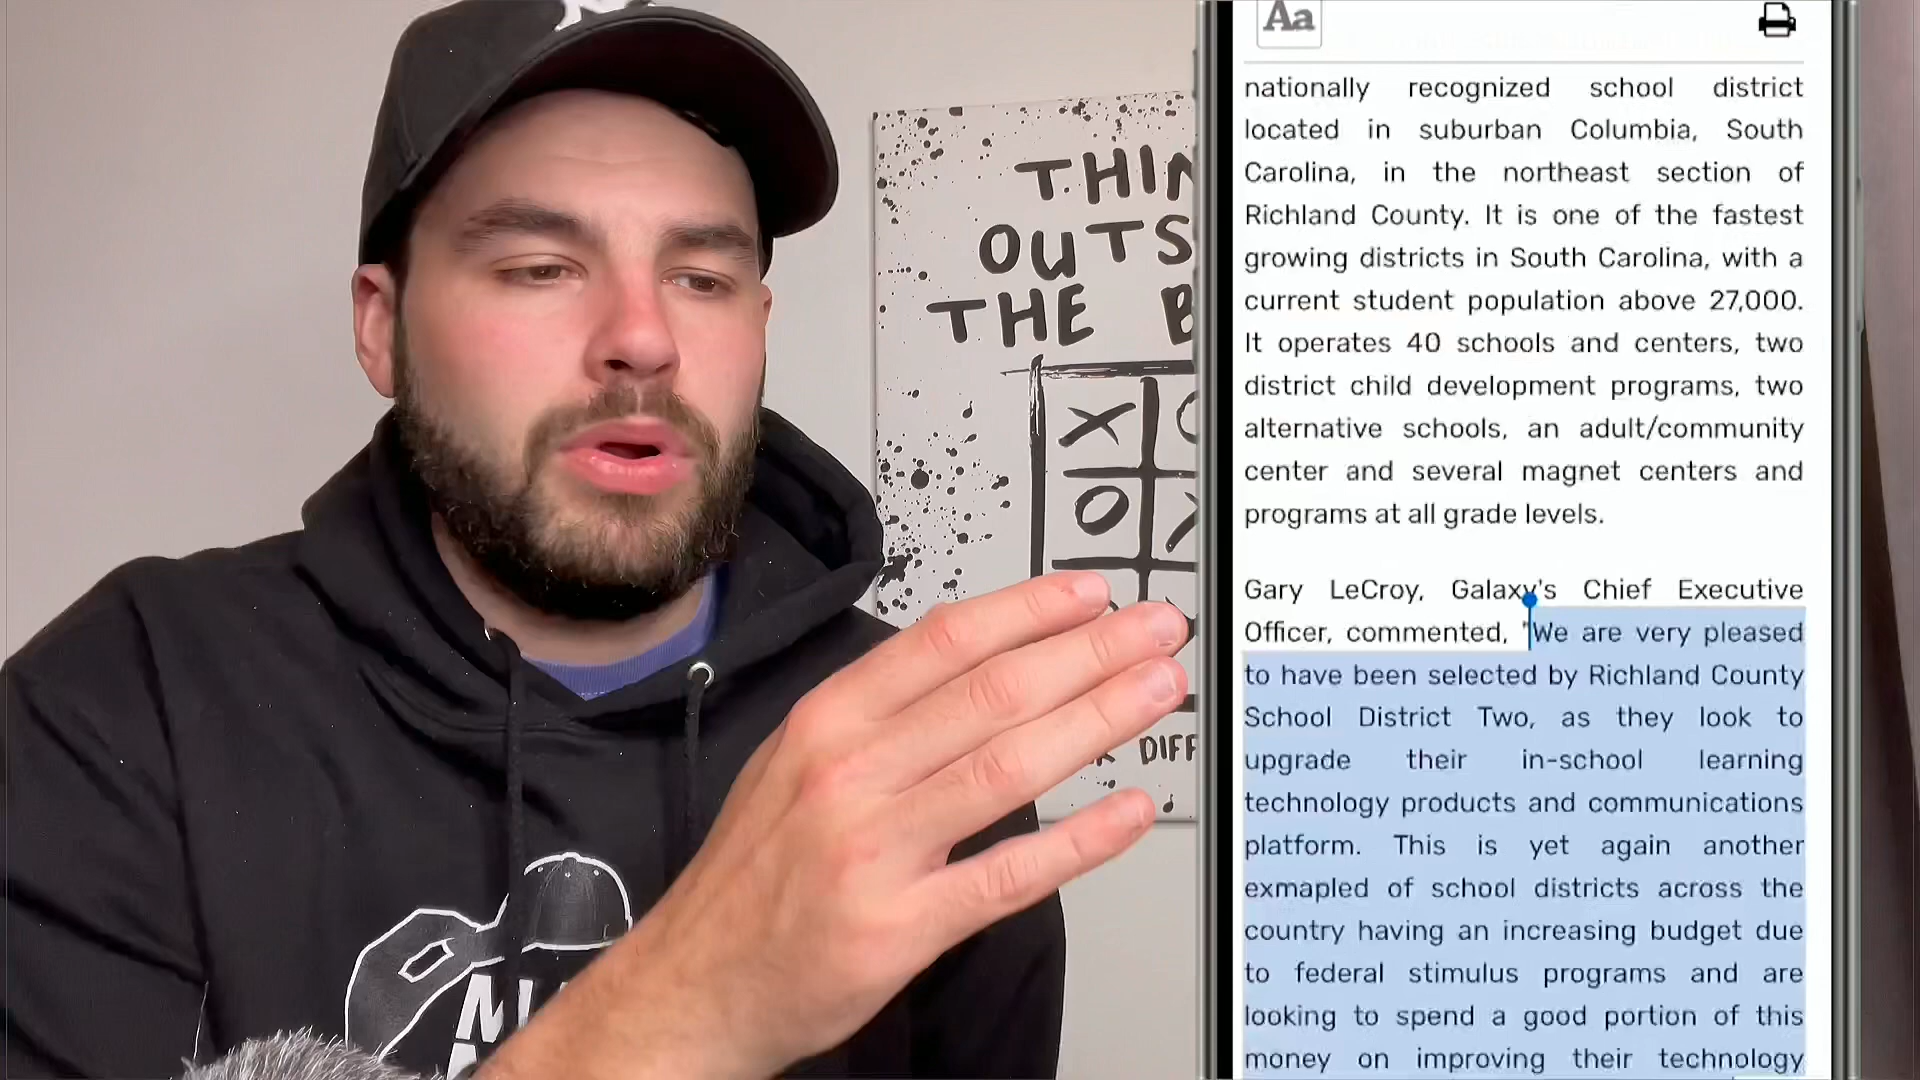 Aa
nationally recognized school district
located in suburban Columbia, South
Carolina, in the northeast section of
Richland County. It is one of the fastest
growing districts in South Carolina, with a
current student population above 27,000.
It operates 40 schools and centers, two
district child development programs, two
alternative schools, an adult/community
center and several magnet centers and
programs at all grade levels.
Gary LeCroy, Galaxy's Chief Executive
Officer, commented, "We are very pleased
to have been selected by Richland County
School District Two, as they look to
upgrade their in-school learning
technology products and communications
platform. This is yet again another
exmapled of school districts across the
country having an increasing budget due
to federal stimulus programs and are
looking to spend a good portion of this
money on improving their technology
THIN
OUTS
THE B
X
O
DIFF